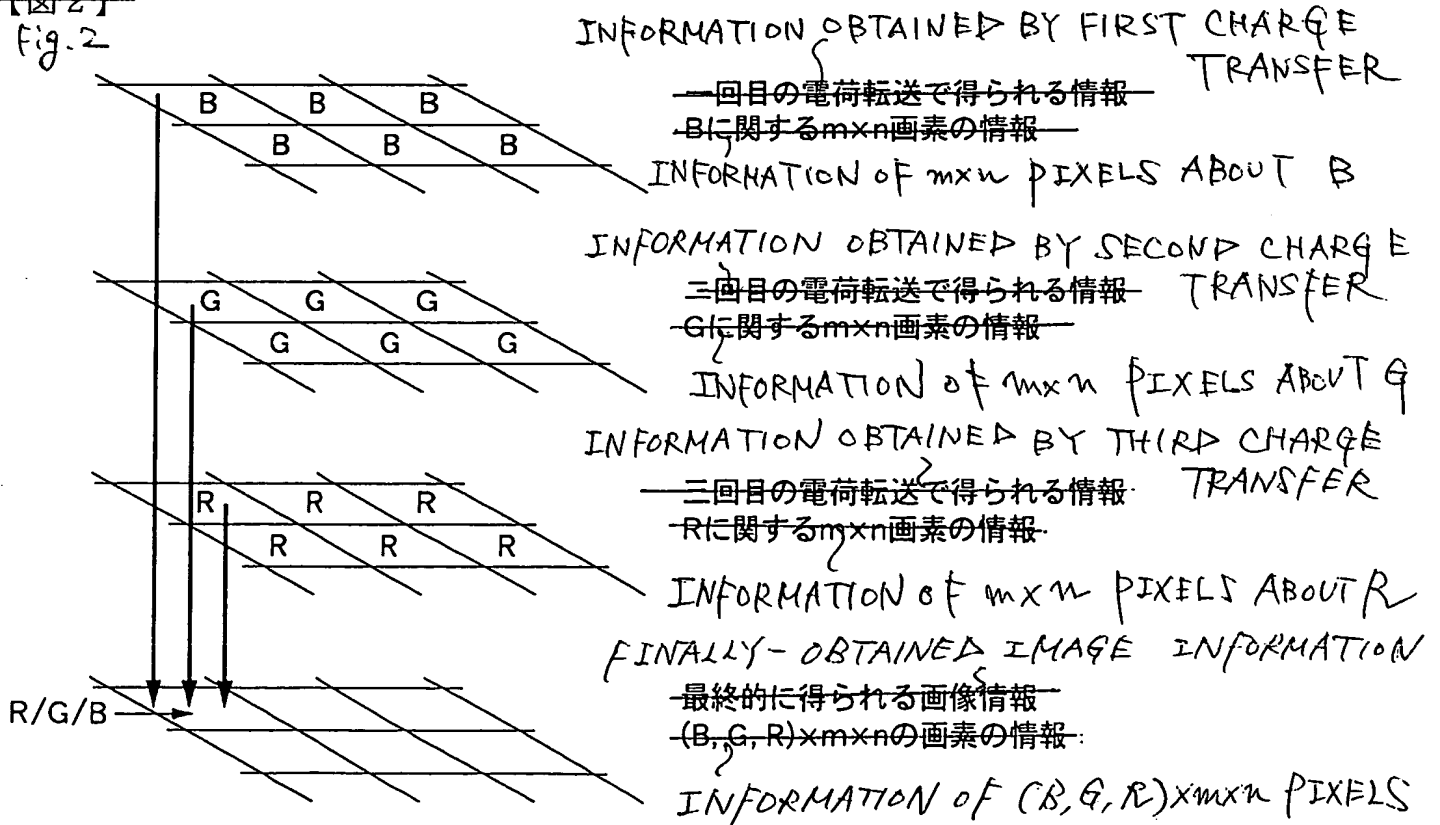 【図2】
Fig.2
INFORMATION OBTAINED BY FIRST CHARGE
TRANSFER
一回目の電荷転送で得られる情報
Bに関するm×n画素の情報
INFORMATION OF m×n PIXELS ABOUT B
B B B
B B B
INFORMATION OBTAINED BY SECOND CHARGE
TRANSFER
二回目の電荷転送で得られる情報
Gに関するm×n画素の情報
INFORMATION OF m×n PIXELS ABOUT G
G G G
G G G
INFORMATION OBTAINED BY THIRD CHARGE
TRANSFER
三回目の電荷転送で得られる情報
Rに関するm×n画素の情報
INFORMATION OF m×n PIXELS ABOUT R
R R R
R R R
FINALLY-OBTAINED IMAGE INFORMATION
最終的に得られる画像情報
(B,G,R)×m×nの画素の情報
INFORMATION OF (B,G,R)×m×n PIXELS
R/G/B